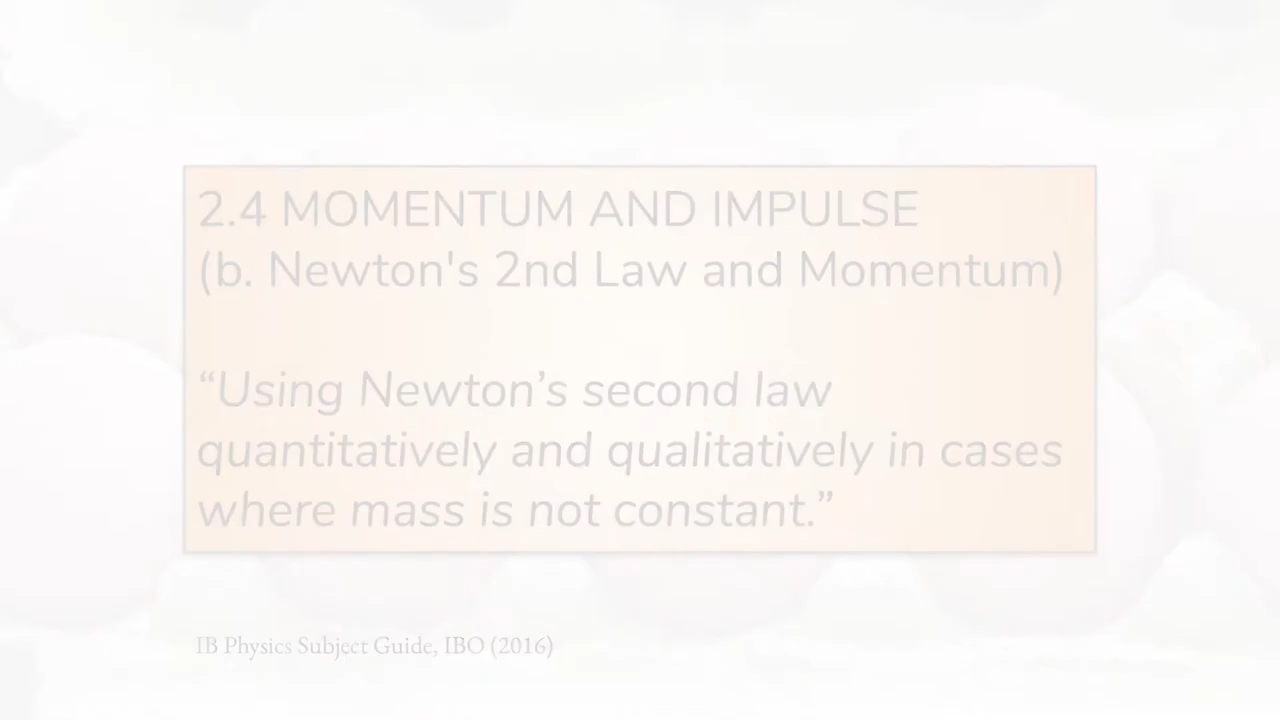 2.4 MOMENTUM AND IMPULSE
(b. Newton's 2nd Law and Momentum)
“Using Newton’s second law
quantitatively and qualitatively in cases
where mass is not constant.”
IB Physics Subject Guide, IBO (2016)